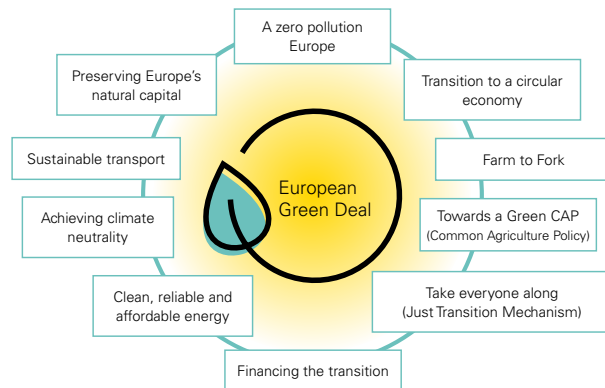 A zero pollution
Europe
Preserving Europe's
natural capital
Transition to a circular
economy
Sustainable transport
Farm to Fork
European
Green Deal
Achieving climate
neutrality
Towards a Green CAP
(Common Agriculture Policy)
Clean, reliable and
affordable energy
Take everyone along
(Just Transition Mechanism)
Financing the transition